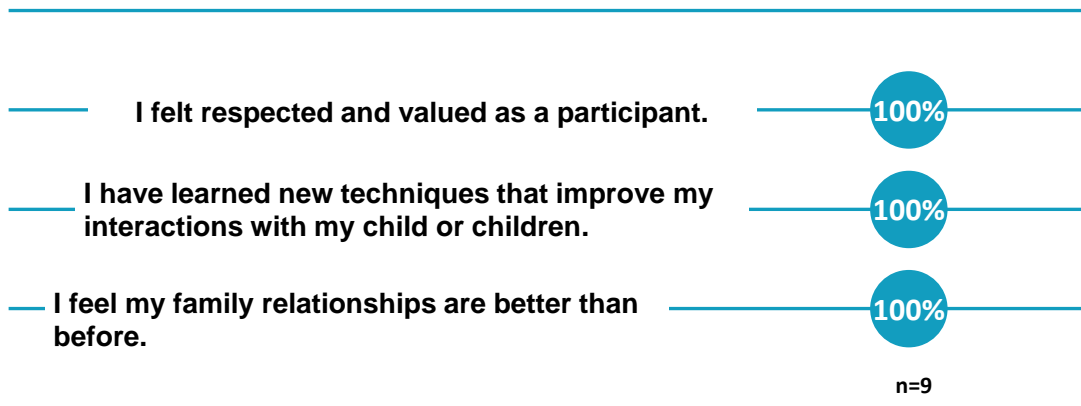 I felt respected and valued as a participant.
100%
I have learned new techniques that improve my
interactions with my child or children.
100%
I feel my family relationships are better than
before.
100%
n=9